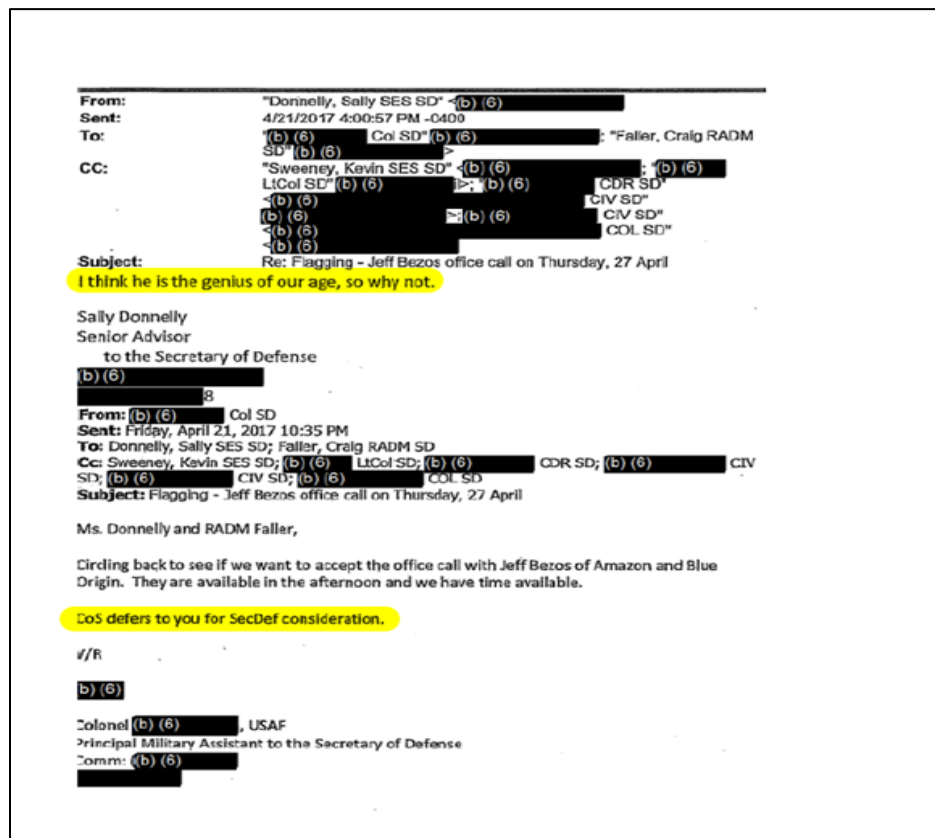 From: "Donnelly, Sally SES SD" <(b) (6)
Sent: 4/21/2017 4:00:57 PM -0400
To: "(b) (6) Col SD" (b) (6) ; "Faller, Craig RADM
SD" (b) (6) >
CC: "Sweeney, Kevin SES SD" <(b) (6) ; "(b) (6)
LtCol SD" (b) (6) >; "(b) (6) CDR SD"
<(b) (6) CIV SD"
(b) (6) >; (b) (6) CIV SD"
<(b) (6) COL SD"
<(b) (6)
Subject: Re: Flagging - Jeff Bezos office call on Thursday, 27 April
I think he is the genius of our age, so why not.
Sally Donnelly
Senior Advisor
to the Secretary of Defense
(b) (6)
8
From: (b) (6) Col SD
Sent: Friday, April 21, 2017 10:35 PM
To: Donnelly, Sally SES SD; Faller, Craig RADM SD
Cc: Sweeney, Kevin SES SD; (b) (6) LtCol SD; (b) (6) CDR SD; (b) (6) CIV
SD; (b) (6) CIV SD; (b) (6) COL SD
Subject: Flagging - Jeff Bezos office call on Thursday, 27 April
Ms. Donnelly and RADM Faller,
Circling back to see if we want to accept the office call with Jeff Bezos of Amazon and Blue
Origin. They are available in the afternoon and we have time available.
CoS defers to you for SecDef consideration.
V/R
(b) (6)
Colonel (b) (6) , USAF
Principal Military Assistant to the Secretary of Defense
Comm: (b) (6)